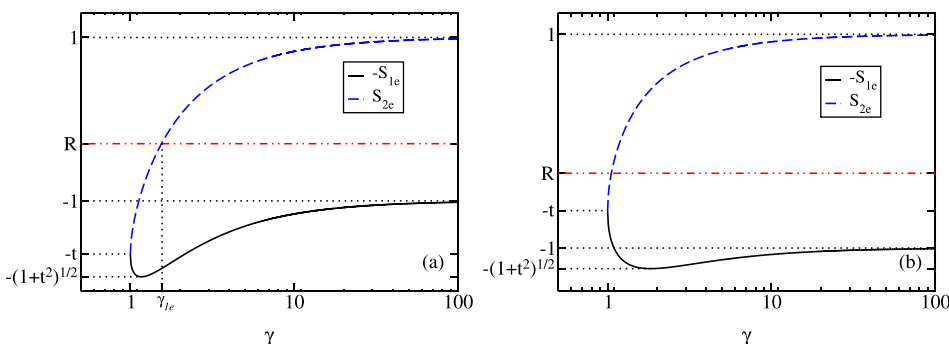 1
R
-1
-t
-(1+t²)^1/2
-S1e
S2e
(a)
1
γ1e
10
100
γ
1
R
-t
-1
-(1+t²)^1/2
-S1e
S2e
(b)
1
10
100
γ